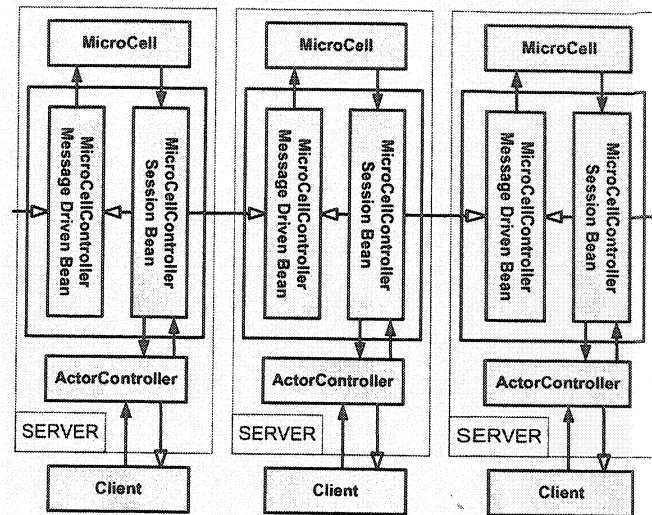 MicroCell
MicroCellController
Message Driven Bean
MicroCellController
Session Bean
ActorController
SERVER
Client
MicroCell
MicroCellController
Message Driven Bean
MicroCellController
Session Bean
ActorController
SERVER
Client
MicroCell
MicroCellController
Message Driven Bean
MicroCellController
Session Bean
ActorController
SERVER
Client